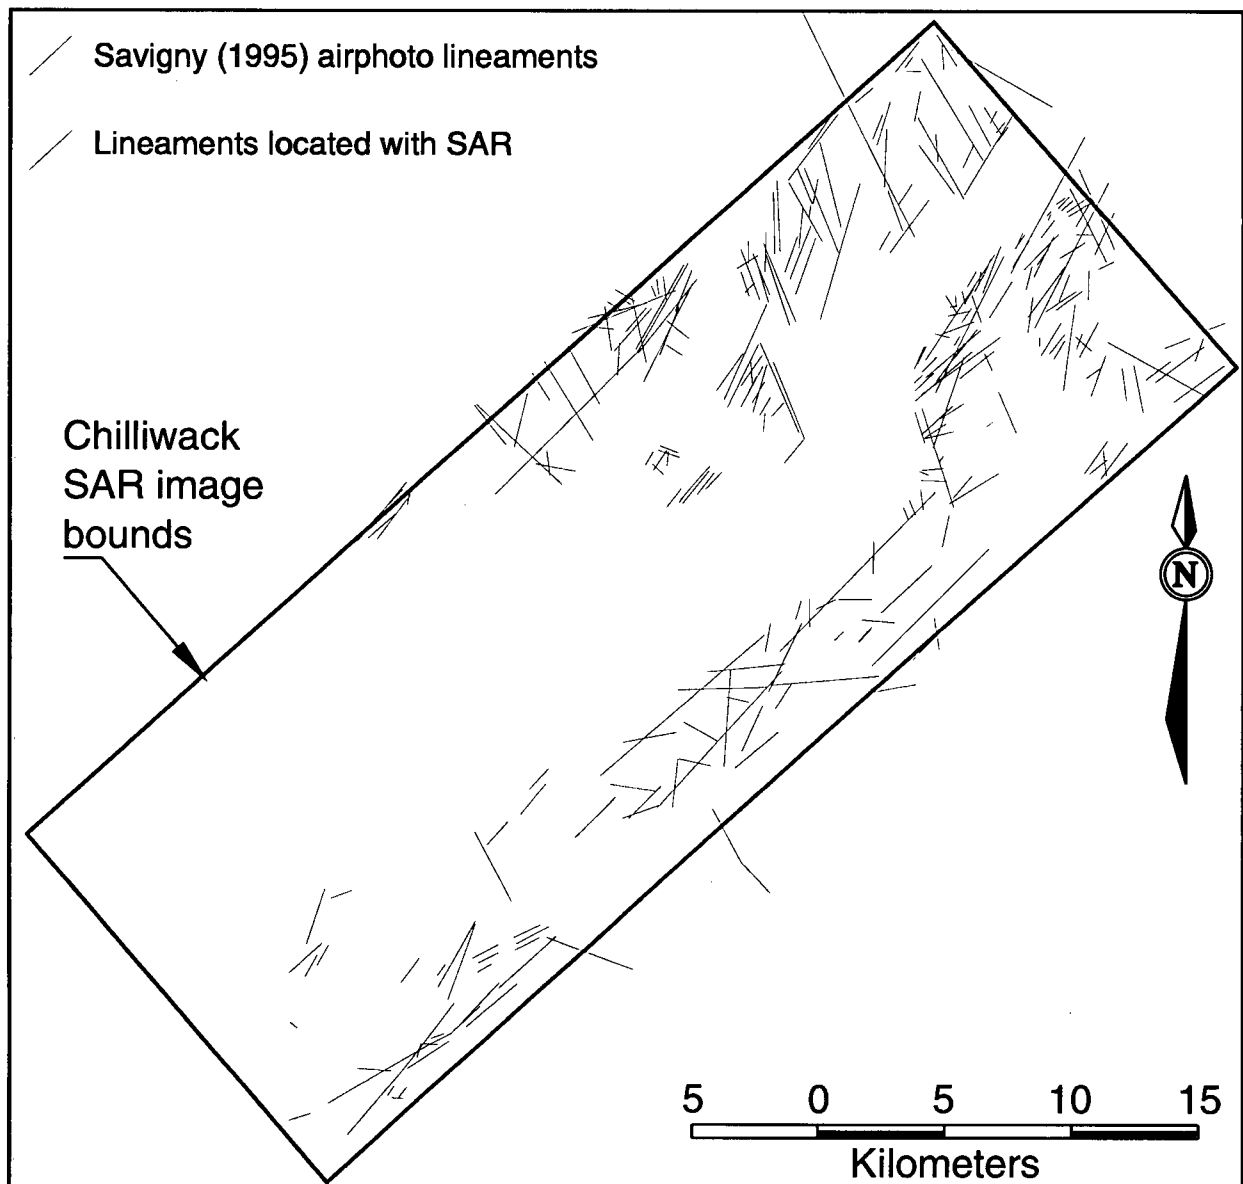 Savigny (1995) airphoto lineaments
Lineaments located with SAR
Chilliwack
SAR image
bounds
N
5 0 5 10 15
Kilometers